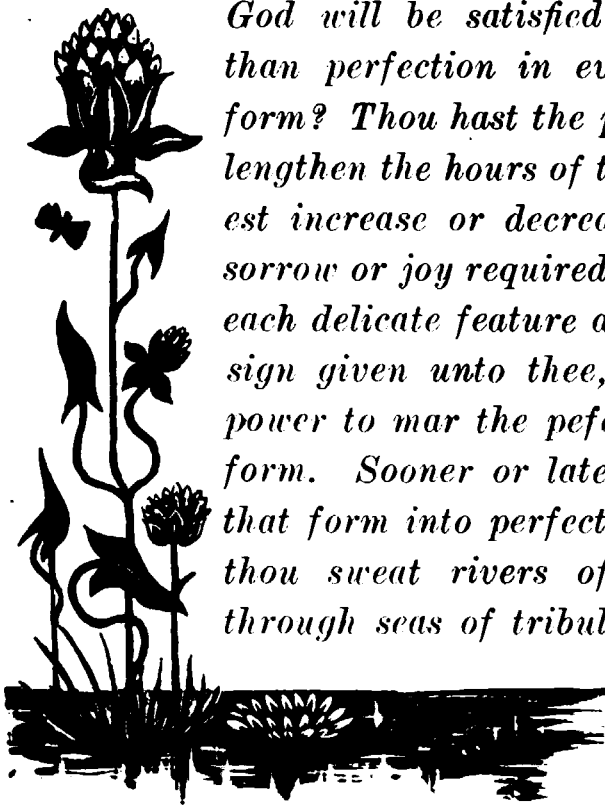 God will be satisfied
than perfection in ev
form? Thou hast the p
lengthen the hours of t
est increase or decrea
sorrow or joy required
each delicate feature a
sign given unto thee,
power to mar the pefe
form. Sooner or late
that form into perfect
thou sweat rivers of
through seas of tribul